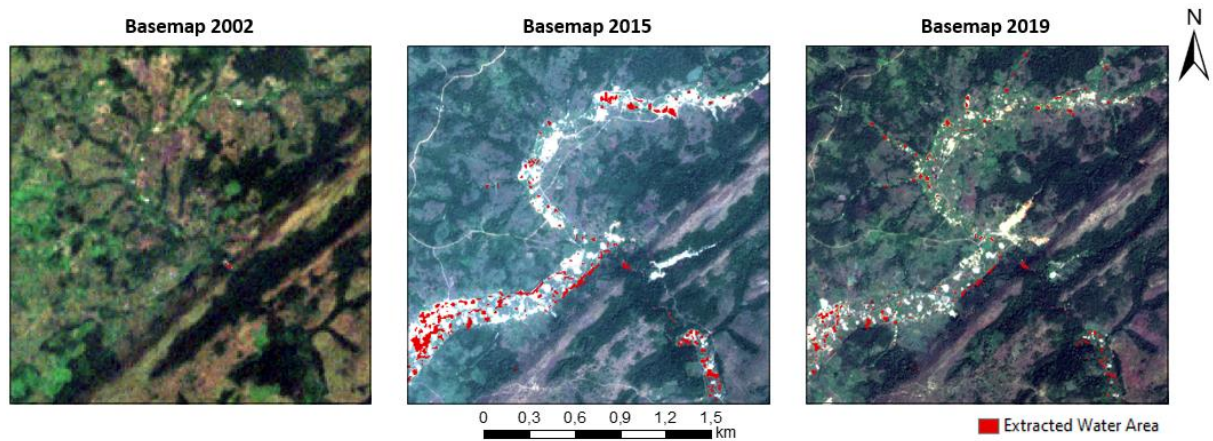 Basemap 2002
Basemap 2015
Basemap 2019
N
0 0,3 0,6 0,9 1,2 1,5
km
Extracted Water Area